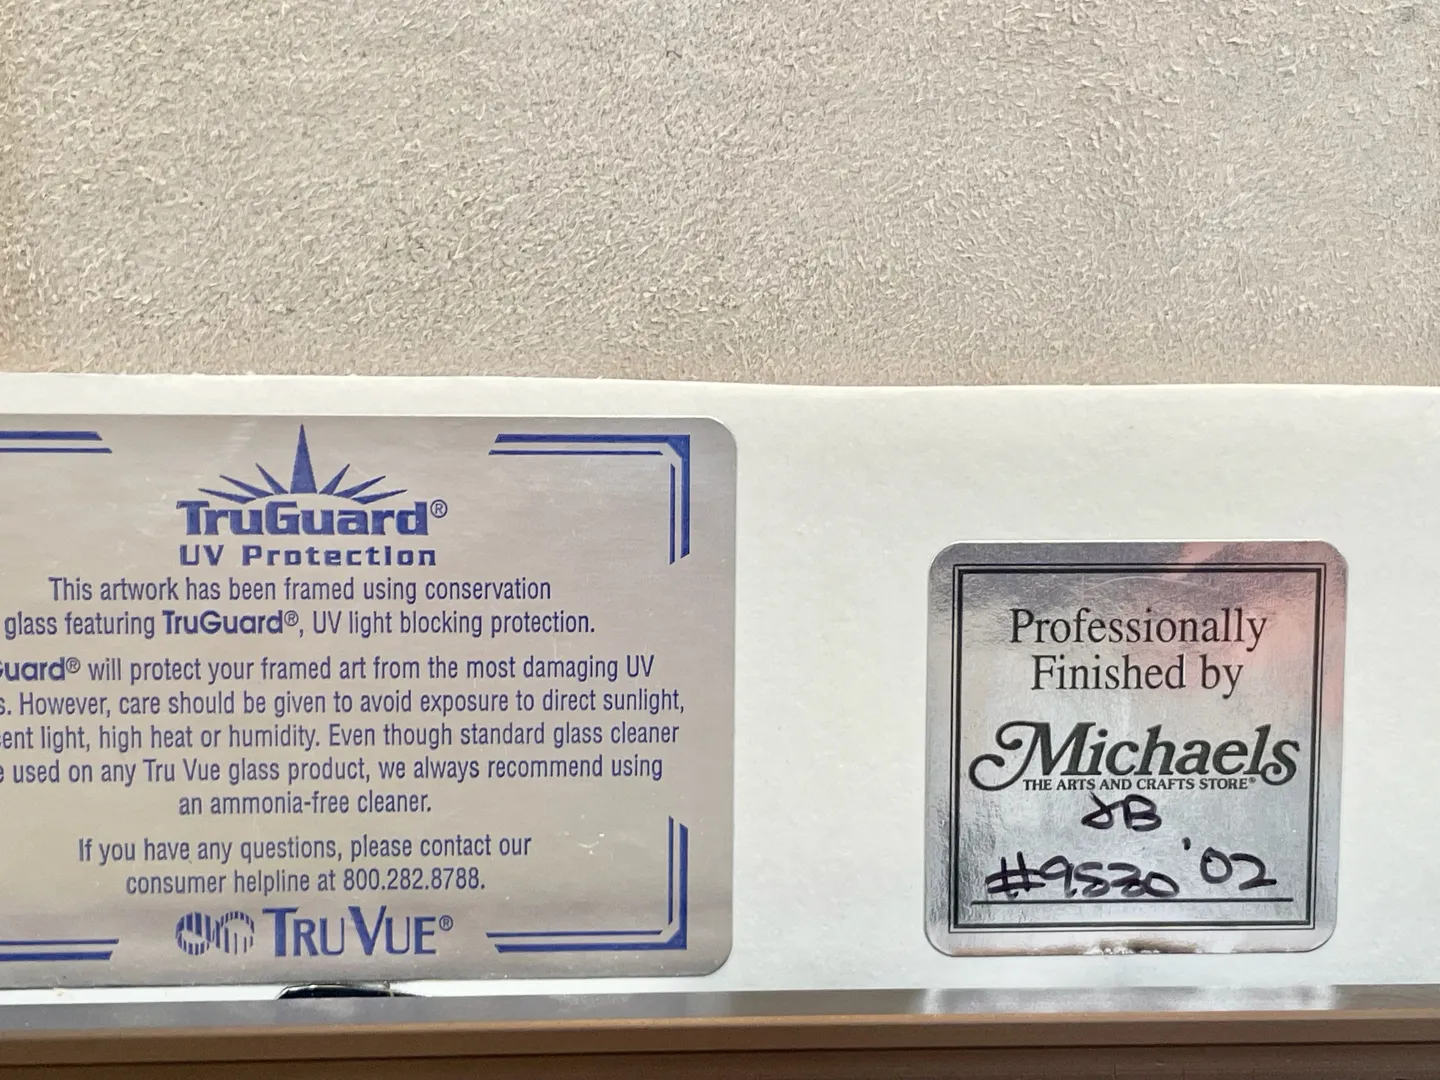 TruGuard®
UV Protection
This artwork has been framed using conservation
glass featuring TruGuard®, UV light blocking protection.
Guard® will protect your framed art from the most damaging UV
s. However, care should be given to avoid exposure to direct sunlight,
cent light, high heat or humidity. Even though standard glass cleaner
e used on any Tru Vue glass product, we always recommend using
an ammonia-free cleaner.
If you have any questions, please contact our
consumer helpline at 800.282.8788.
TRU VUE®
Professionally
Finished by
Michaels
THE ARTS AND CRAFTS STORE®
JB
#9530 '02